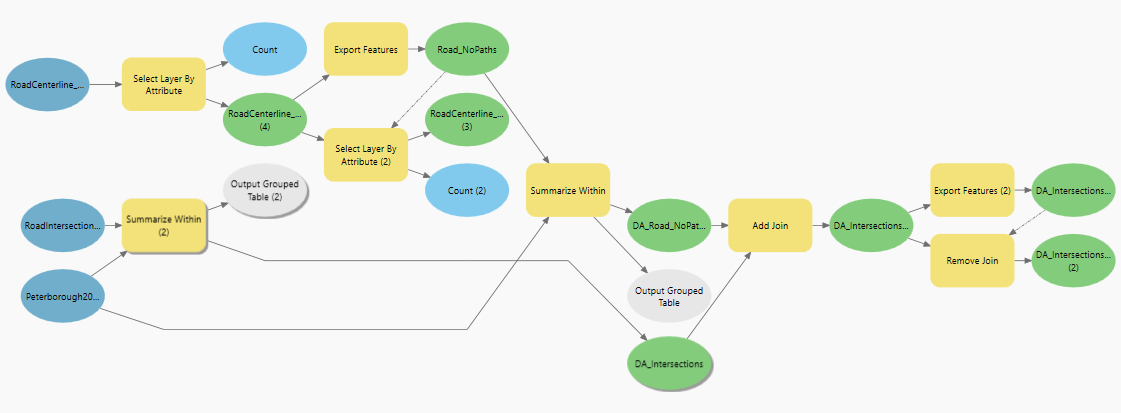 Count
Export Features
Road_NoPaths
RoadCenterline_...
Select Layer By
Attribute
RoadCenterline_...
(4)
RoadCenterline_...
(3)
Select Layer By
Attribute (2)
Count (2)
Output Grouped
Table (2)
Summarize Within
Export Features (2)
DA_Intersections...
RoadIntersection...
Summarize Within
(2)
DA_Road_NoPat...
Add Join
DA_Intersections...
Remove Join
DA_Intersections...
(2)
Peterborough20...
Output Grouped
Table
DA_Intersections